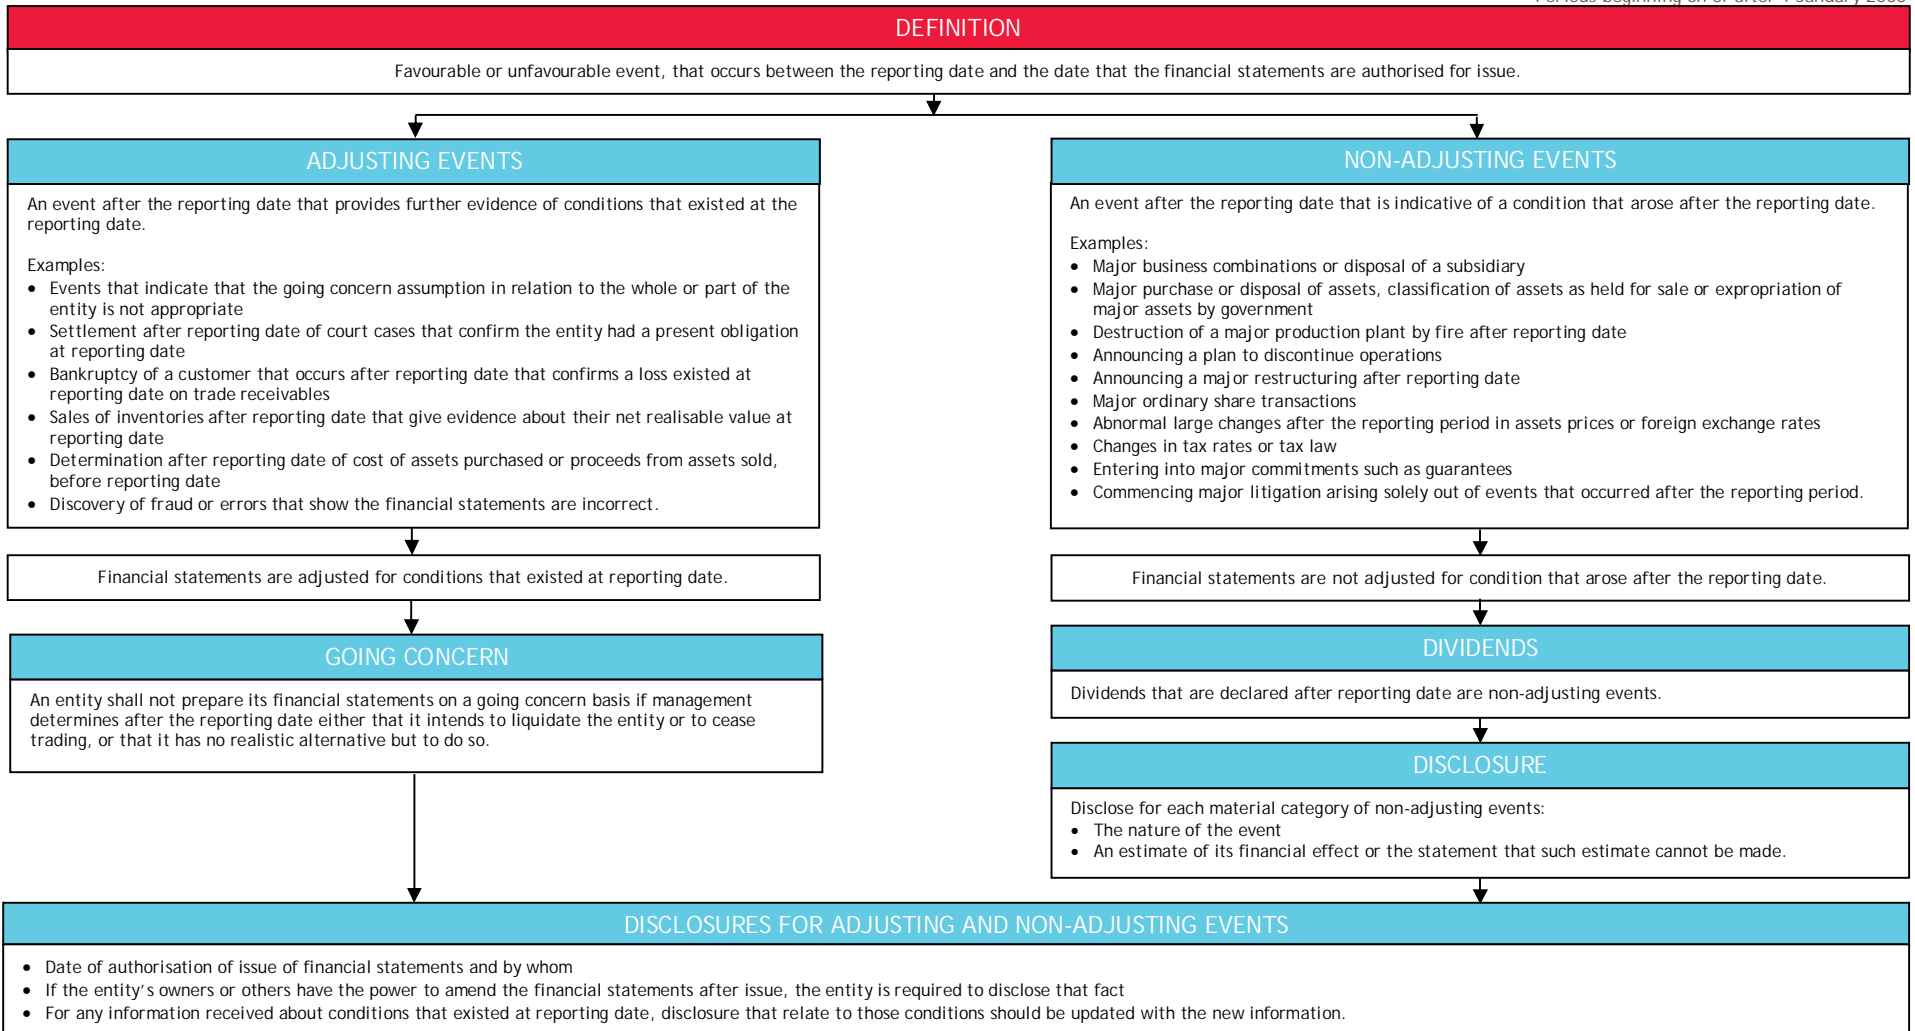 Periods beginning on or after 1 January 2005
DEFINITION
Favourable or unfavourable event, that occurs between the reporting date and the date that the financial statements are authorised for issue.
ADJUSTING EVENTS
An event after the reporting date that provides further evidence of conditions that existed at the
reporting date.
Examples:
• Events that indicate that the going concern assumption in relation to the whole or part of the
entity is not appropriate
• Settlement after reporting date of court cases that confirm the entity had a present obligation
at reporting date
• Bankruptcy of a customer that occurs after reporting date that confirms a loss existed at
reporting date on trade receivables
• Sales of inventories after reporting date that give evidence about their net realisable value at
reporting date
• Determination after reporting date of cost of assets purchased or proceeds from assets sold,
before reporting date
• Discovery of fraud or errors that show the financial statements are incorrect.
Financial statements are adjusted for conditions that existed at reporting date.
GOING CONCERN
An entity shall not prepare its financial statements on a going concern basis if management
determines after the reporting date either that it intends to liquidate the entity or to cease
trading, or that it has no realistic alternative but to do so.
NON-ADJUSTING EVENTS
An event after the reporting date that is indicative of a condition that arose after the reporting date.
Examples:
• Major business combinations or disposal of a subsidiary
• Major purchase or disposal of assets, classification of assets as held for sale or expropriation of
major assets by government
• Destruction of a major production plant by fire after reporting date
• Announcing a plan to discontinue operations
• Announcing a major restructuring after reporting date
• Major ordinary share transactions
• Abnormal large changes after the reporting period in assets prices or foreign exchange rates
• Changes in tax rates or tax law
• Entering into major commitments such as guarantees
• Commencing major litigation arising solely out of events that occurred after the reporting period.
Financial statements are not adjusted for condition that arose after the reporting date.
DIVIDENDS
Dividends that are declared after reporting date are non-adjusting events.
DISCLOSURE
Disclose for each material category of non-adjusting events:
• The nature of the event
• An estimate of its financial effect or the statement that such estimate cannot be made.
DISCLOSURES FOR ADJUSTING AND NON-ADJUSTING EVENTS
• Date of authorisation of issue of financial statements and by whom
• If the entity’s owners or others have the power to amend the financial statements after issue, the entity is required to disclose that fact
• For any information received about conditions that existed at reporting date, disclosure that relate to those conditions should be updated with the new information.